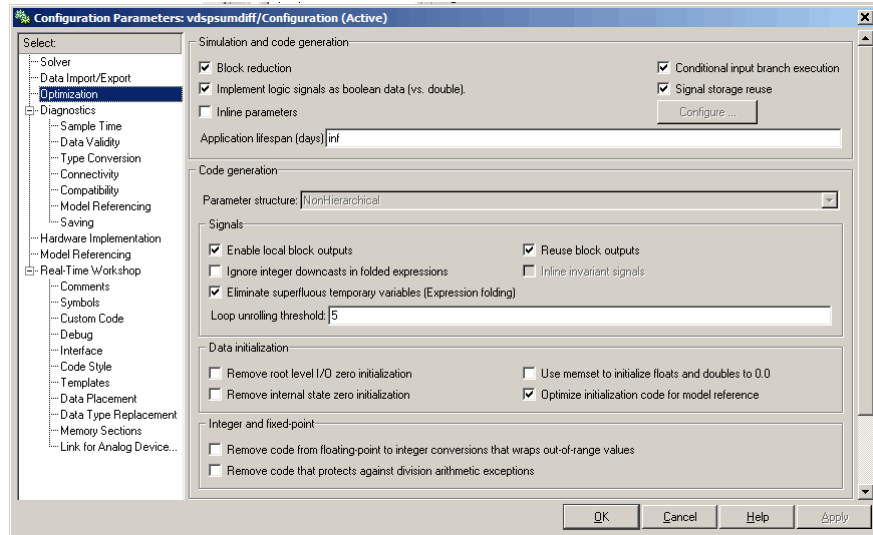 Configuration Parameters: vdspsumdiff/Configuration (Active)
Select:
Solver
Data Import/Export
Optimization
Diagnostics
Sample Time
Data Validity
Type Conversion
Connectivity
Compatibility
Model Referencing
Saving
Hardware Implementation
Model Referencing
Real-Time Workshop
Comments
Symbols
Custom Code
Debug
Interface
Code Style
Templates
Data Placement
Data Type Replacement
Memory Sections
Link for Analog Device...
Simulation and code generation
Block reduction
Conditional input branch execution
Implement logic signals as boolean data (vs. double).
Signal storage reuse
Inline parameters
Configure ...
Application lifespan (days) inf
Code generation
Parameter structure: NonHierarchical
Signals
Enable local block outputs
Reuse block outputs
Ignore integer downcasts in folded expressions
Inline invariant signals
Eliminate superfluous temporary variables (Expression folding)
Loop unrolling threshold: 5
Data initialization
Remove root level I/O zero initialization
Use memset to initialize floats and doubles to 0.0
Remove internal state zero initialization
Optimize initialization code for model reference
Integer and fixed-point
Remove code from floating-point to integer conversions that wraps out-of-range values
Remove code that protects against division arithmetic exceptions
OK
Cancel
Help
Apply